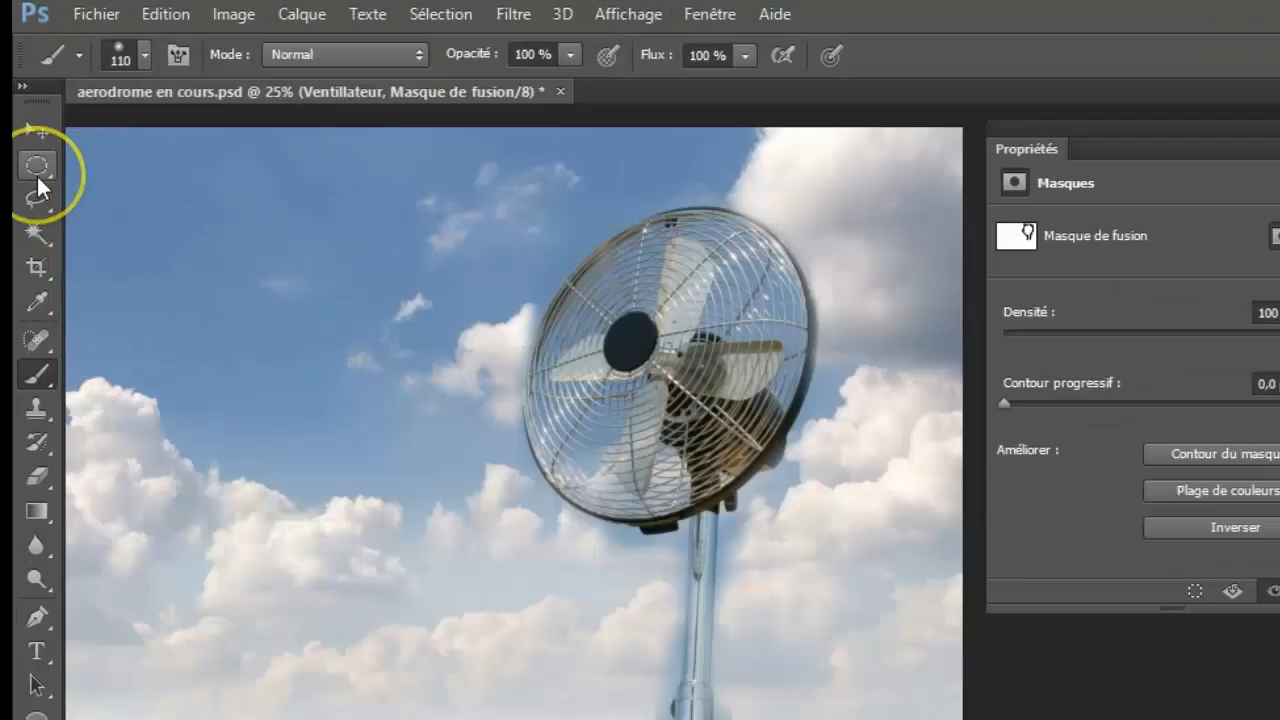 Ps Fichier Edition Image Calque Texte Sélection Filtre 3D Affichage Fenêtre Aide
110 Mode : Normal Opacité : 100 % Flux : 100 %
aerodrome en cours.psd @ 25% (Ventillateur, Masque de fusion/8) * ×
Propriétés
Masques
Masque de fusion
Densité : 100
Contour progressif : 0,0
Améliorer : Contour du masqu
Plage de couleurs
Inverser
T